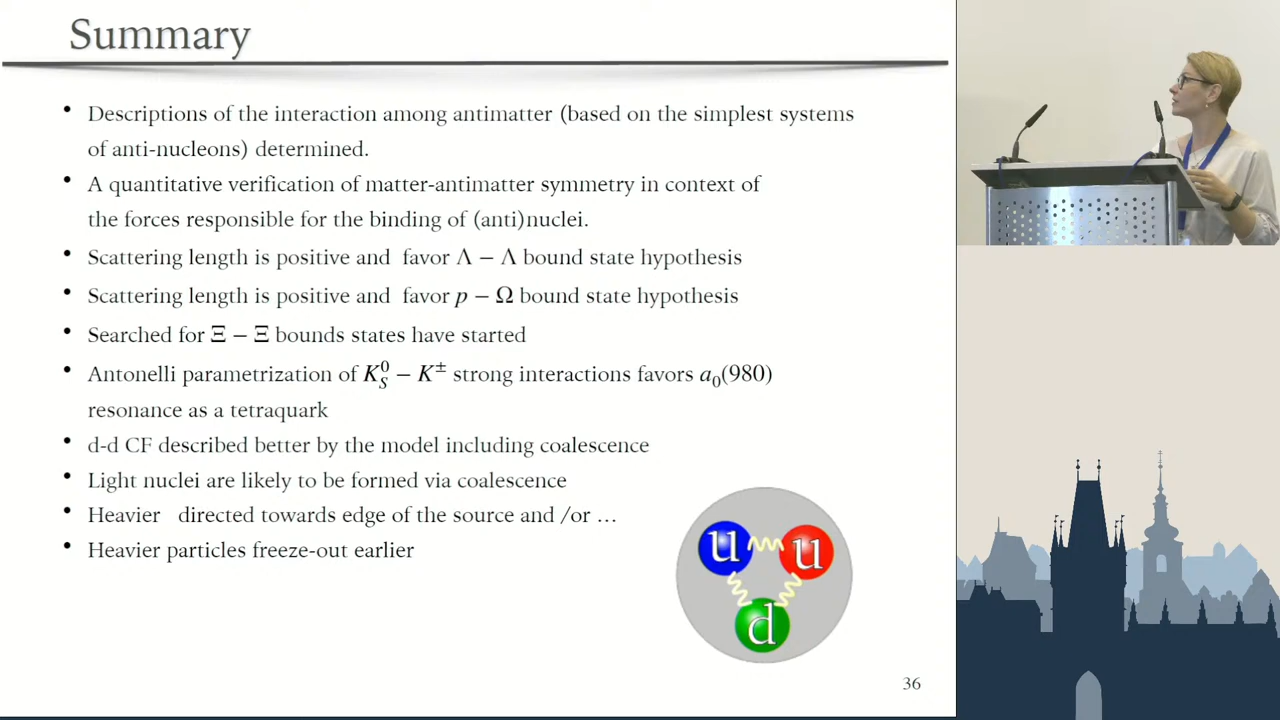 Summary
• Descriptions of the interaction among antimatter (based on the simplest systems
of anti-nucleons) determined.
• A quantitative verification of matter-antimatter symmetry in context of
the forces responsible for the binding of (anti)nuclei.
• Scattering length is positive and favor Λ − Λ bound state hypothesis
• Scattering length is positive and favor p − Ω bound state hypothesis
• Searched for Ξ − Ξ bounds states have started
• Antonelli parametrization of K⁰_S − K^± strong interactions favors a₀(980)
resonance as a tetraquark
• d-d CF described better by the model including coalescence
• Light nuclei are likely to be formed via coalescence
• Heavier directed towards edge of the source and /or …
• Heavier particles freeze-out earlier
u u
d
36